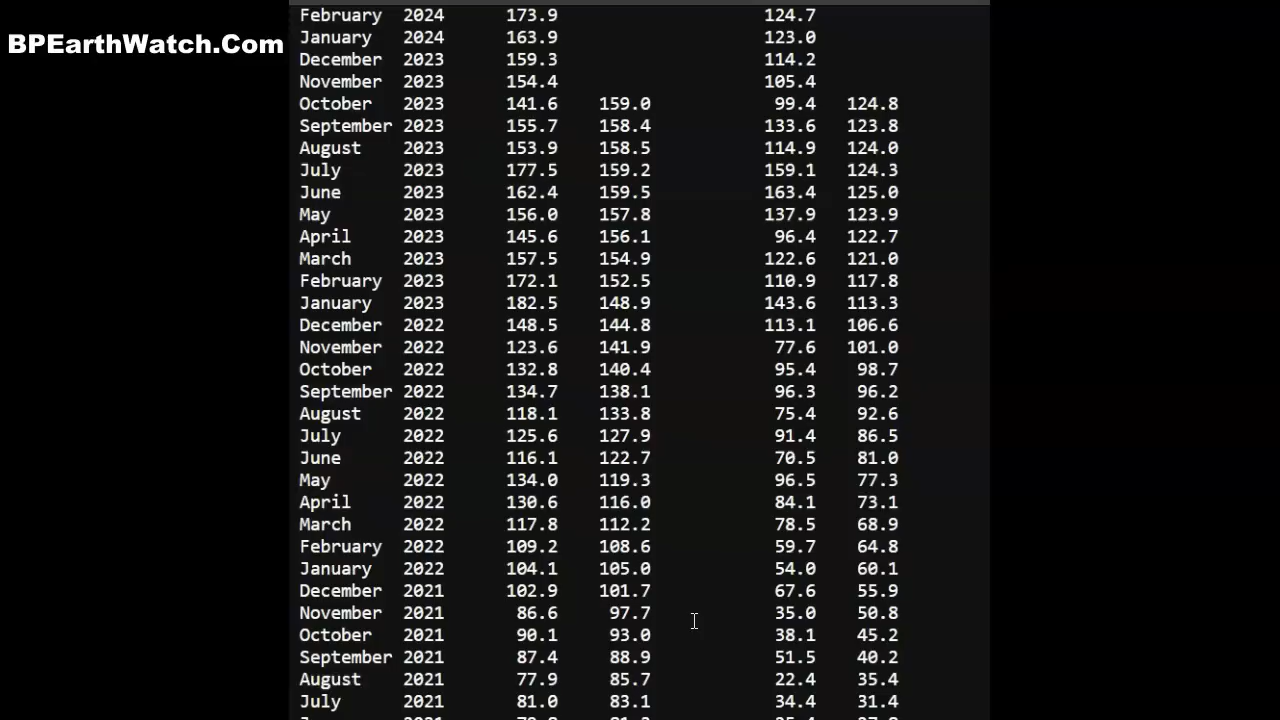 February 2024 173.9 124.7
BPEarthWatch.Com
January 2024 163.9 123.0
December 2023 159.3 114.2
November 2023 154.4 105.4
October 2023 141.6 159.0 99.4 124.8
September 2023 155.7 158.4 133.6 123.8
August 2023 153.9 158.5 114.9 124.0
July 2023 177.5 159.2 159.1 124.3
June 2023 162.4 159.5 163.4 125.0
May 2023 156.0 157.8 137.9 123.9
April 2023 145.6 156.1 96.4 122.7
March 2023 157.5 154.9 122.6 121.0
February 2023 172.1 152.5 110.9 117.8
January 2023 182.5 148.9 143.6 113.3
December 2022 148.5 144.8 113.1 106.6
November 2022 123.6 141.9 77.6 101.0
October 2022 132.8 140.4 95.4 98.7
September 2022 134.7 138.1 96.3 96.2
August 2022 118.1 133.8 75.4 92.6
July 2022 125.6 127.9 91.4 86.5
June 2022 116.1 122.7 70.5 81.0
May 2022 134.0 119.3 96.5 77.3
April 2022 130.6 116.0 84.1 73.1
March 2022 117.8 112.2 78.5 68.9
February 2022 109.2 108.6 59.7 64.8
January 2022 104.1 105.0 54.0 60.1
December 2021 102.9 101.7 67.6 55.9
November 2021 86.6 97.7 35.0 50.8
October 2021 90.1 93.0 38.1 45.2
September 2021 87.4 88.9 51.5 40.2
August 2021 77.9 85.7 22.4 35.4
July 2021 81.0 83.1 34.4 31.4